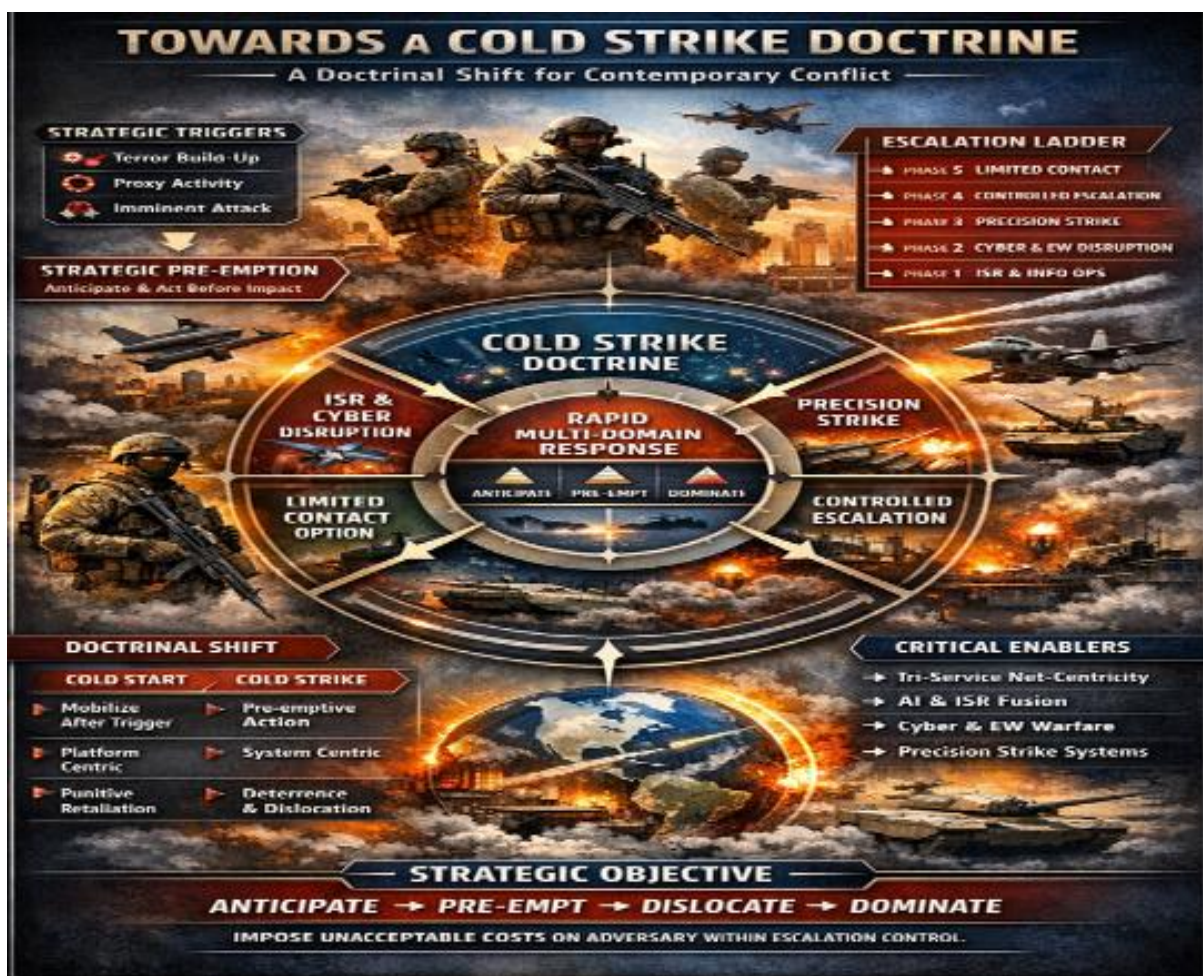 TOWARDS A COLD STRIKE DOCTRINE
A Doctrinal Shift for Contemporary Conflict
STRATEGIC TRIGGERS
Terror Build-Up
Proxy Activity
Imminent Attack
STRATEGIC PRE-EMPTION
Anticipate & Act Before Impact
ESCALATION LADDER
PHASE 5 LIMITED CONTACT
PHASE 4 CONTROLLED ESCALATION
PHASE 3 PRECISION STRIKE
PHASE 2 CYBER & EW DISRUPTION
PHASE 1 ISR & INFO OPS
COLD STRIKE
DOCTRINE
ISR &
CYBER
DISRUPTION
RAPID
MULTI-DOMAIN
RESPONSE
ANTICIPATE PRE-EMPT DOMINATE
PRECISION
STRIKE
LIMITED
CONTACT
OPTION
CONTROLLED
ESCALATION
DOCTRINAL SHIFT
COLD START COLD STRIKE
Mobilize
After Trigger
Pre-emptive
Action
Platform
Centric
System Centric
Punitive
Retaliation
Deterrence
& Dislocation
CRITICAL ENABLERS
→ Tri-Service Net-Centricity
→ AI & ISR Fusion
→ Cyber & EW Warfare
→ Precision Strike Systems
STRATEGIC OBJECTIVE
ANTICIPATE → PRE-EMPT → DISLOCATE → DOMINATE
IMPOSE UNACCEPTABLE COSTS ON ADVERSARY WITHIN ESCALATION CONTROL.